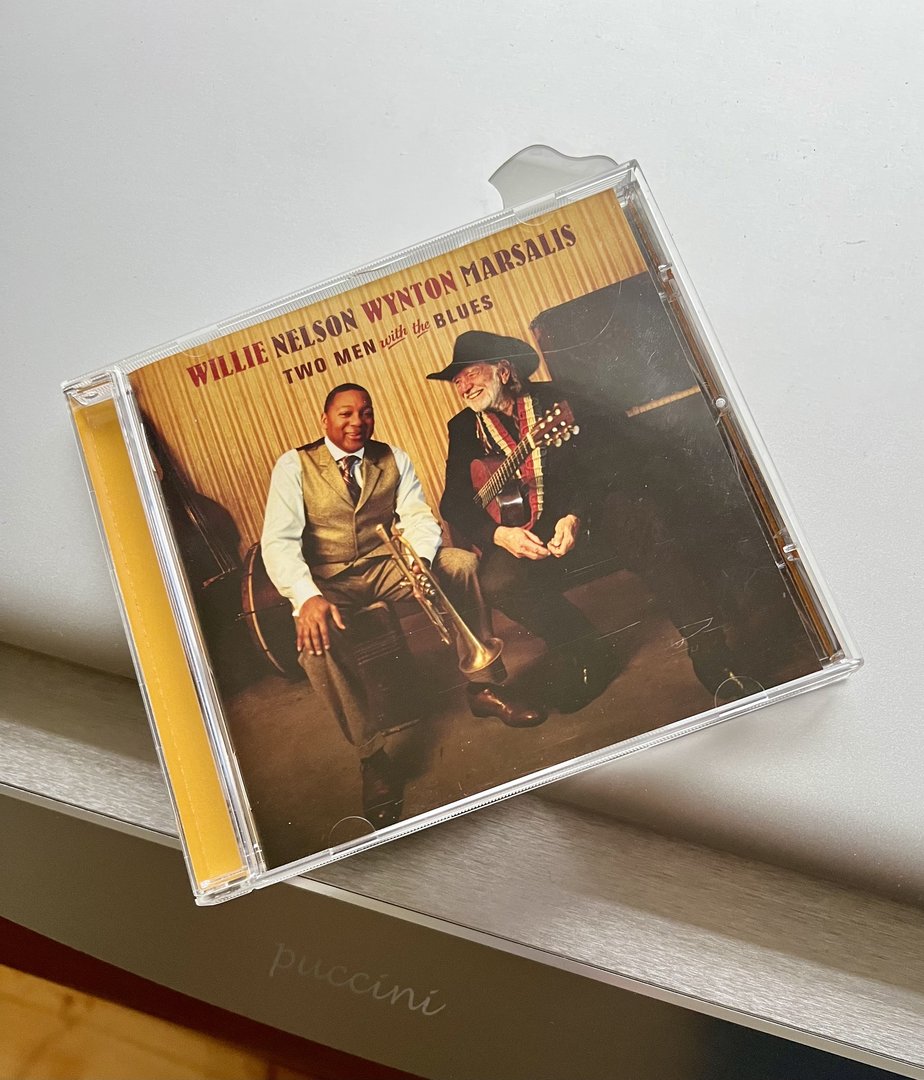 WILLIE NELSON WYNTON MARSALIS
TWO MEN with the BLUES
puccini